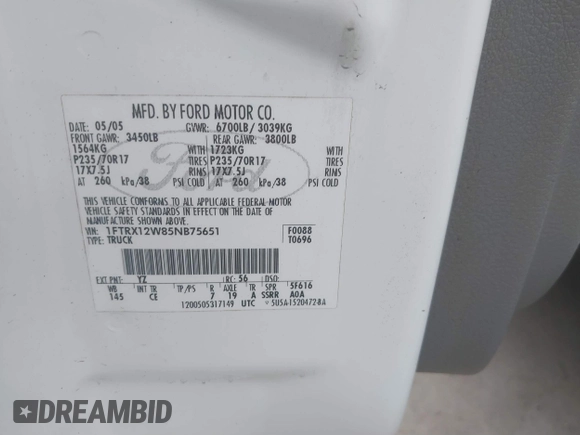 MFD. BY FORD MOTOR CO.
DATE: 05/05 GVWR: 6700LB/ 3039KG
FRONT GAWR: 3450LB REAR GAWR: 3800LB
1564KG WITH 1723KG WITH
P235/70R17 TIRES P235/70R17 TIRES
17X7.5J RIMS 17X7.5J RIMS
AT 260 kPa/38 PSI COLD AT 260 kPa/38 PSI COLD
THIS VEHICLE CONFORMS TO ALL APPLICABLE FEDERAL MOTOR
VEHICLE SAFETY STANDARDS IN EFFECT ON THE DATE OF
MANUFACTURE SHOWN ABOVE.
VIN: 1FTRX12W85NB75651 F0088
TYPE: TRUCK T0696
EXT PNT: YZ RC: 56 DSO:
WB INT TR TP/PS R AXLE TR SPR 5F616
145 CE 7 19 A SSRR A0A
1200505317149 UTC
Ford
DREAMBID